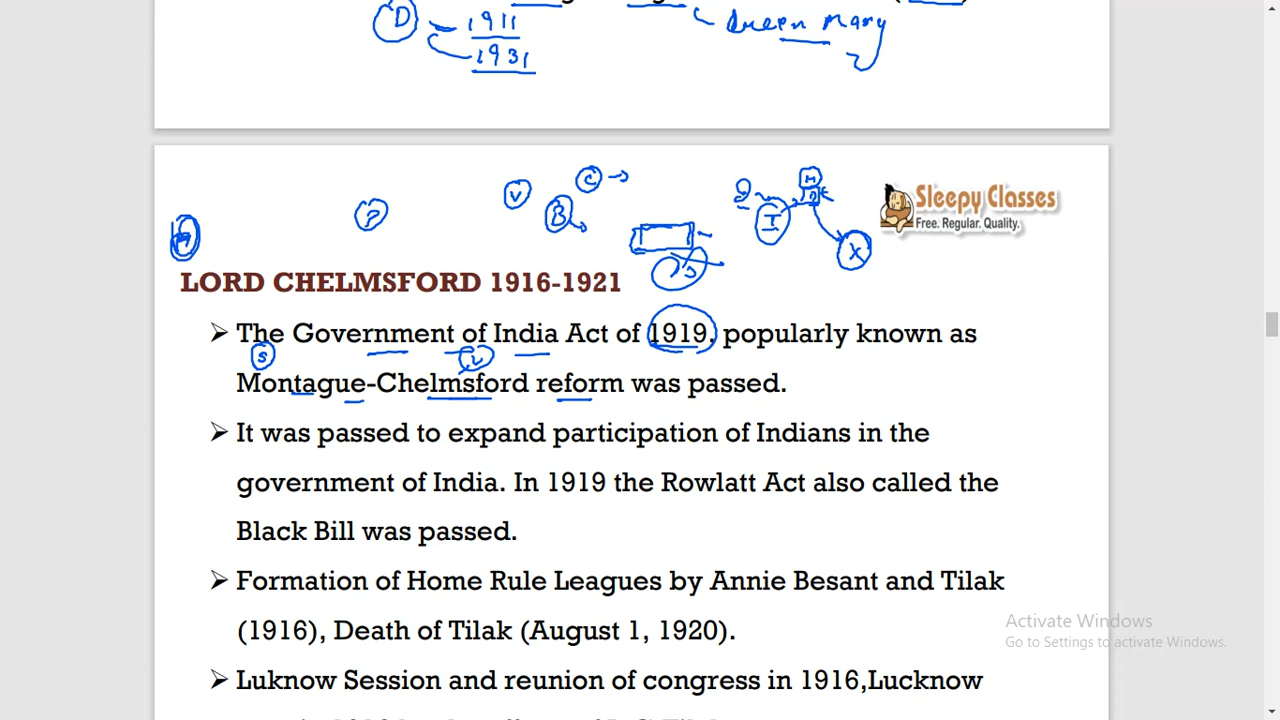 D 1911 Queen Mary
1931
C →
V
M
B
P
I
X
Sleepy Classes
Free. Regular. Quality.
LORD CHELMSFORD 1916-1921
➢ The Government of India Act of 1919, popularly known as
S L
Montague-Chelmsford reform was passed.
➢ It was passed to expand participation of Indians in the
government of India. In 1919 the Rowlatt Act also called the
Black Bill was passed.
➢ Formation of Home Rule Leagues by Annie Besant and Tilak
(1916), Death of Tilak (August 1, 1920).
Activate Windows
Go to Settings to activate Windows.
➢ Luknow Session and reunion of congress in 1916,Lucknow